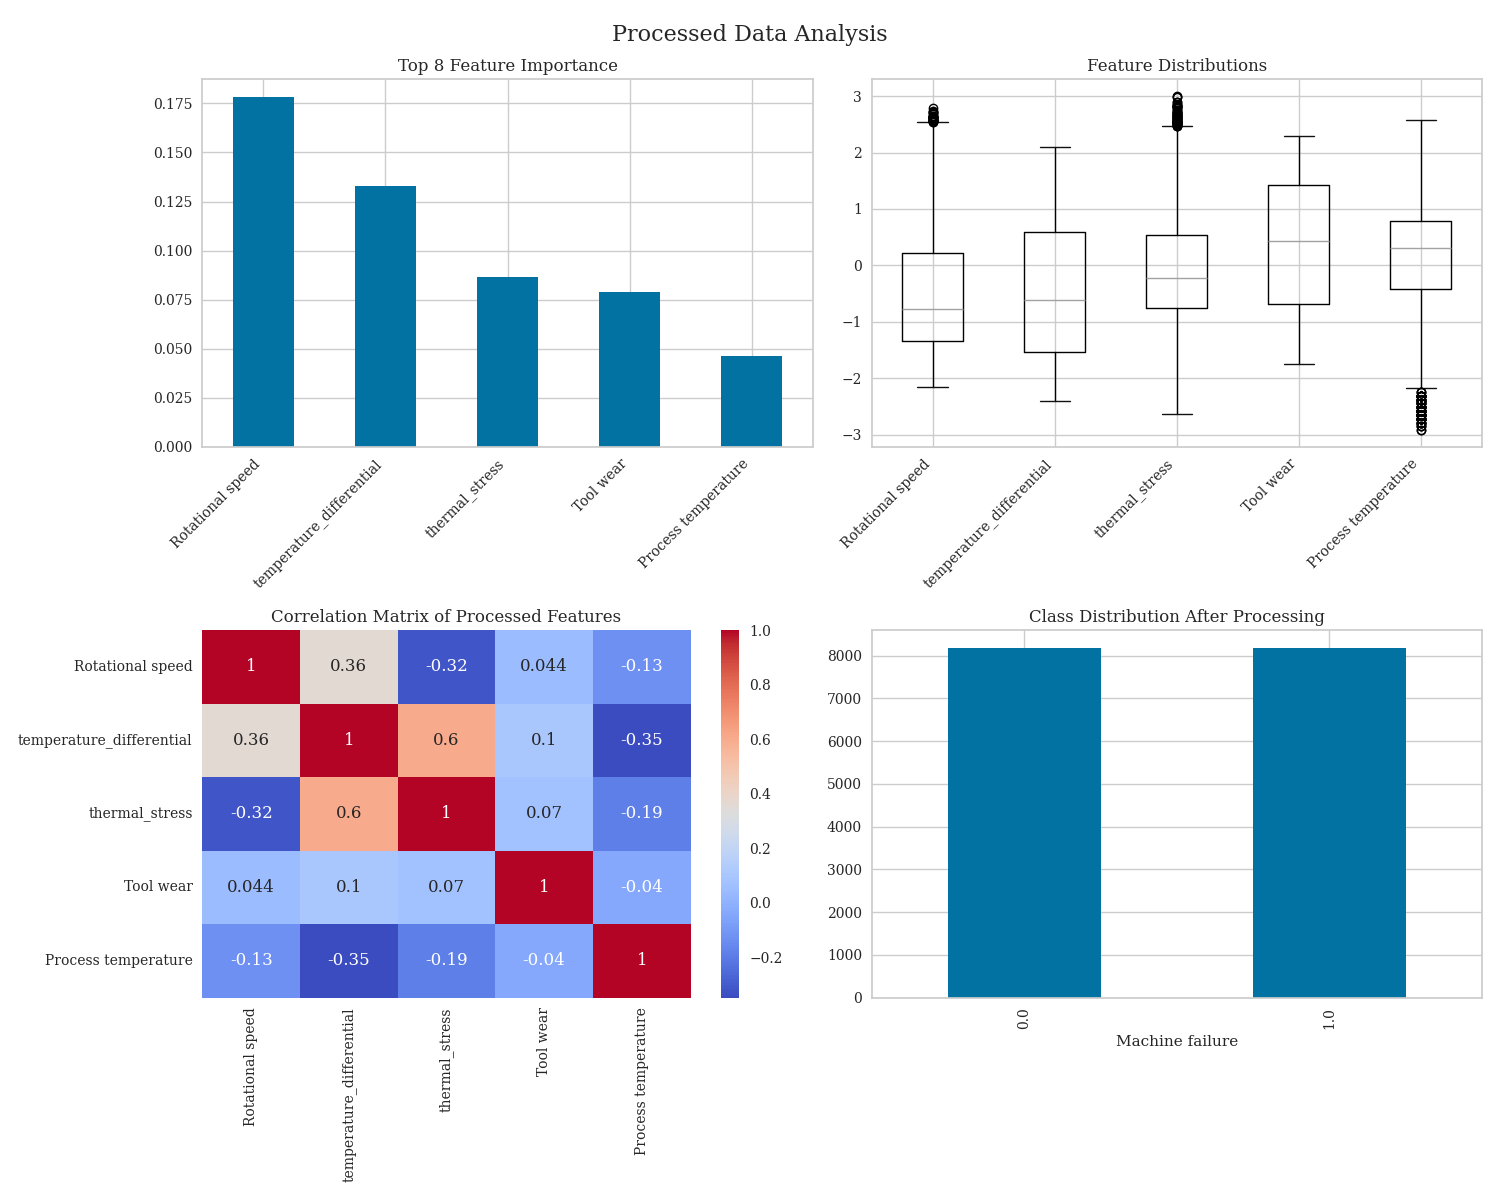 Processed Data Analysis
Top 8 Feature Importance
0.175
0.150
0.125
0.100
0.075
0.050
0.025
0.000
Rotational speed
temperature_differential
thermal_stress
Tool wear
Process temperature
Feature Distributions
3
2
1
0
−1
−2
−3
Rotational speed
temperature_differential
thermal_stress
Tool wear
Process temperature
Correlation Matrix of Processed Features
Rotational speed 1 0.36 -0.32 0.044 -0.13
temperature_differential 0.36 1 0.6 0.1 -0.35
thermal_stress -0.32 0.6 1 0.07 -0.19
Tool wear 0.044 0.1 0.07 1 -0.04
Process temperature -0.13 -0.35 -0.19 -0.04 1
Rotational speed
temperature_differential
thermal_stress
Tool wear
Process temperature
1.0
0.8
0.6
0.4
0.2
0.0
−0.2
Class Distribution After Processing
8000
7000
6000
5000
4000
3000
2000
1000
0
0.0
1.0
Machine failure